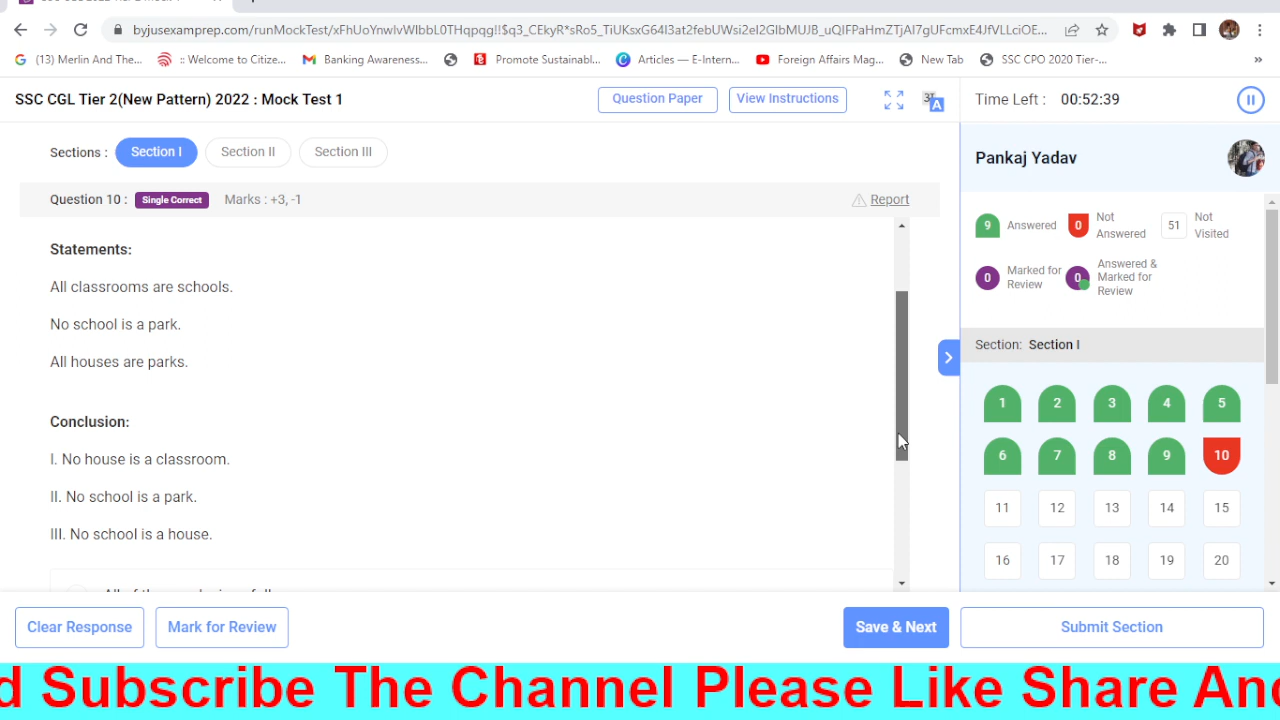 byjusexamprep.com/runMockTest/xFhUoYnwIvWlbbL0THqpqg!!$q3_CEkyR*sRo5_TiUKsxG64I3at2febUWsi2eI2GIbMUJ8_uQIFPaHmZTjAI7gUFcmxE4JfVLLciOE...
(13) Merlin And The...
:: Welcome to Citize...
Banking Awareness...
Promote Sustainabl...
Articles — E-Intern...
Foreign Affairs Mag...
New Tab
SSC CPO 2020 Tier-...
»
SSC CGL Tier 2(New Pattern) 2022 : Mock Test 1
Question Paper
View Instructions
Time Left : 00:52:39
Sections : Section I Section II Section III
Pankaj Yadav
Question 10 : Single Correct Marks : +3, -1
Report
9 Answered
0 Not Answered
51 Not Visited
0 Marked for Review
0 Answered & Marked for Review
Statements:
All classrooms are schools.
No school is a park.
All houses are parks.
Conclusion:
I. No house is a classroom.
II. No school is a park.
III. No school is a house.
Section: Section I
1 2 3 4 5
6 7 8 9 10
11 12 13 14 15
16 17 18 19 20
Clear Response
Mark for Review
Save & Next
Submit Section
d Subscribe The Channel Please Like Share And